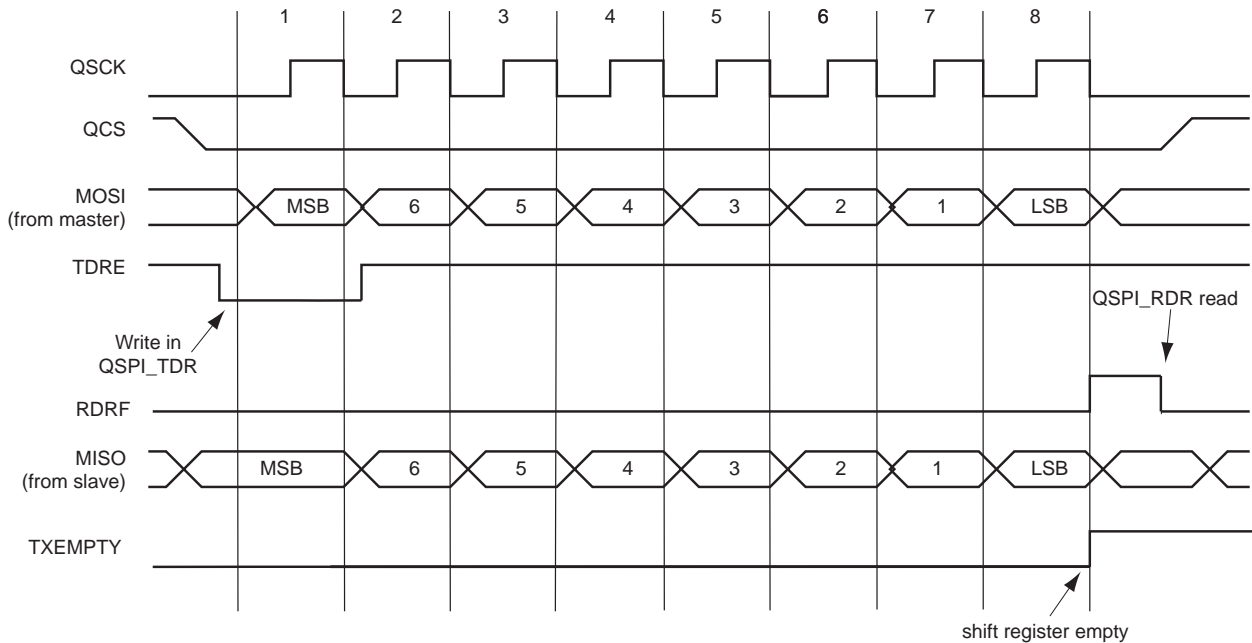 1 2 3 4 5 6 7 8
QSCK
QCS
MOSI
(from master)
MSB 6 5 4 3 2 1 LSB
TDRE
Write in
QSPI_TDR
QSPI_RDR read
RDRF
MISO
(from slave)
MSB 6 5 4 3 2 1 LSB
TXEMPTY
shift register empty